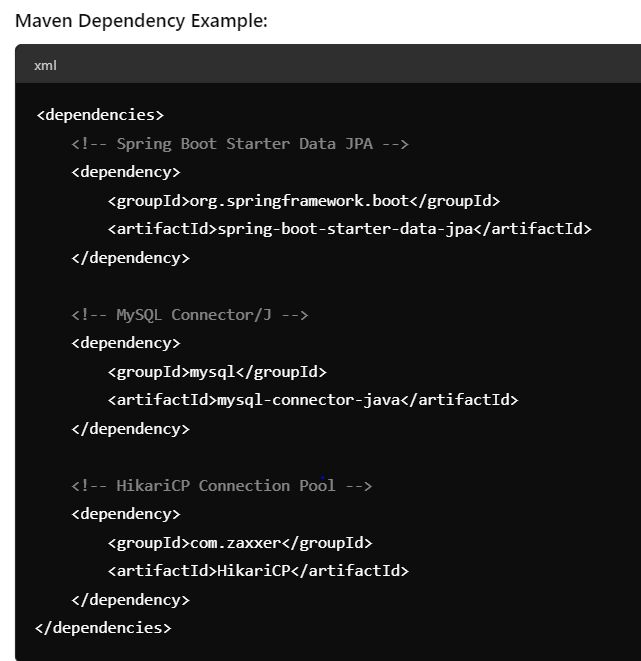 Maven Dependency Example:
xml
<dependencies>
    <!-- Spring Boot Starter Data JPA -->
    <dependency>
        <groupId>org.springframework.boot</groupId>
        <artifactId>spring-boot-starter-data-jpa</artifactId>
    </dependency>

    <!-- MySQL Connector/J -->
    <dependency>
        <groupId>mysql</groupId>
        <artifactId>mysql-connector-java</artifactId>
    </dependency>

    <!-- HikariCP Connection Pool -->
    <dependency>
        <groupId>com.zaxxer</groupId>
        <artifactId>HikariCP</artifactId>
    </dependency>
</dependencies>